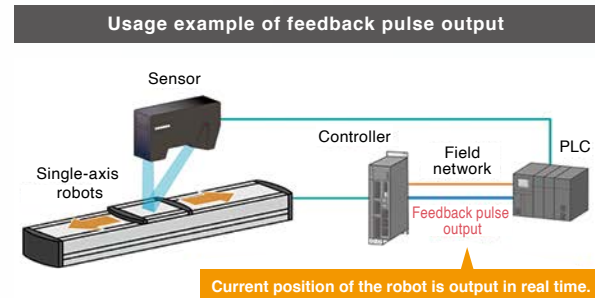 Usage example of feedback pulse output
Sensor
Controller
PLC
Field
network
Single-axis
robots
Feedback pulse
output
Current position of the robot is output in real time.